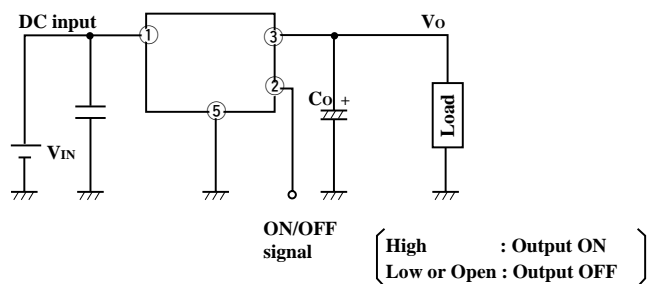 DC input
Vo
1
3
2
5
Co +
Load
VIN
ON/OFF
signal
High : Output ON
Low or Open : Output OFF